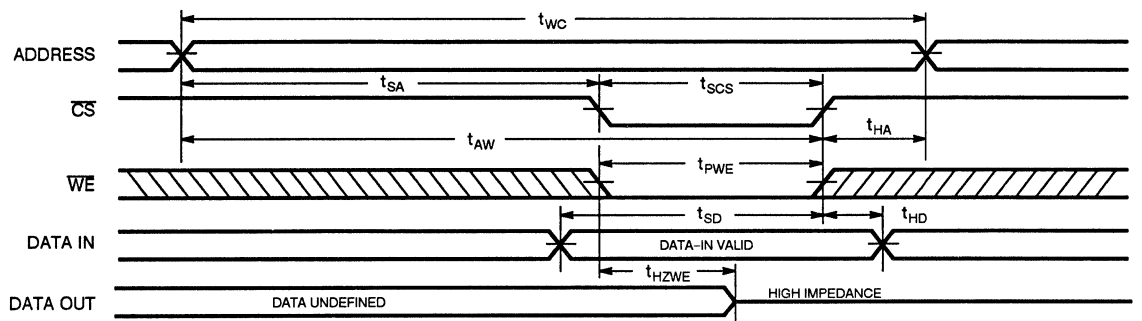 tWC
ADDRESS
tSA
tSCS
CS
tAW
tHA
WE
tPWE
tSD
tHD
DATA IN
DATA-IN VALID
tHZWE
DATA OUT
DATA UNDEFINED
HIGH IMPEDANCE